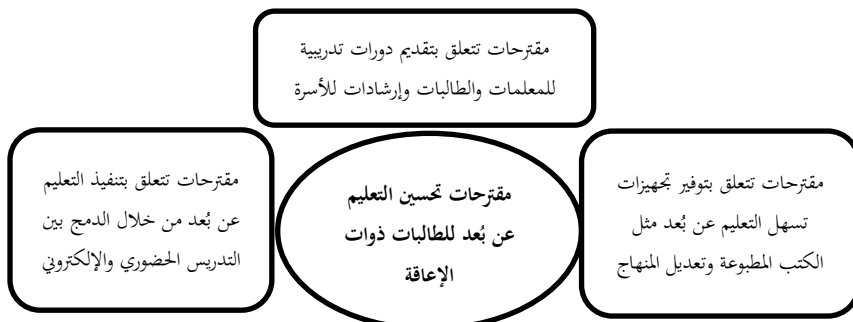 مقترحات تتعلق بتقديم دورات تدريبية
للمعلمات والطالبات وإرشادات للأسرة
مقترحات تتعلق بتوفير تجهيزات
تسهل التعليم عن بُعد مثل
الكتب المطبوعة وتعديل المنهاج
مقترحات تحسين التعليم
عن بُعد للطالبات ذوات
الإعاقة
مقترحات تتعلق بتنفيذ التعليم
عن بُعد من خلال الدمج بين
التدريس الحضوري والإلكتروني